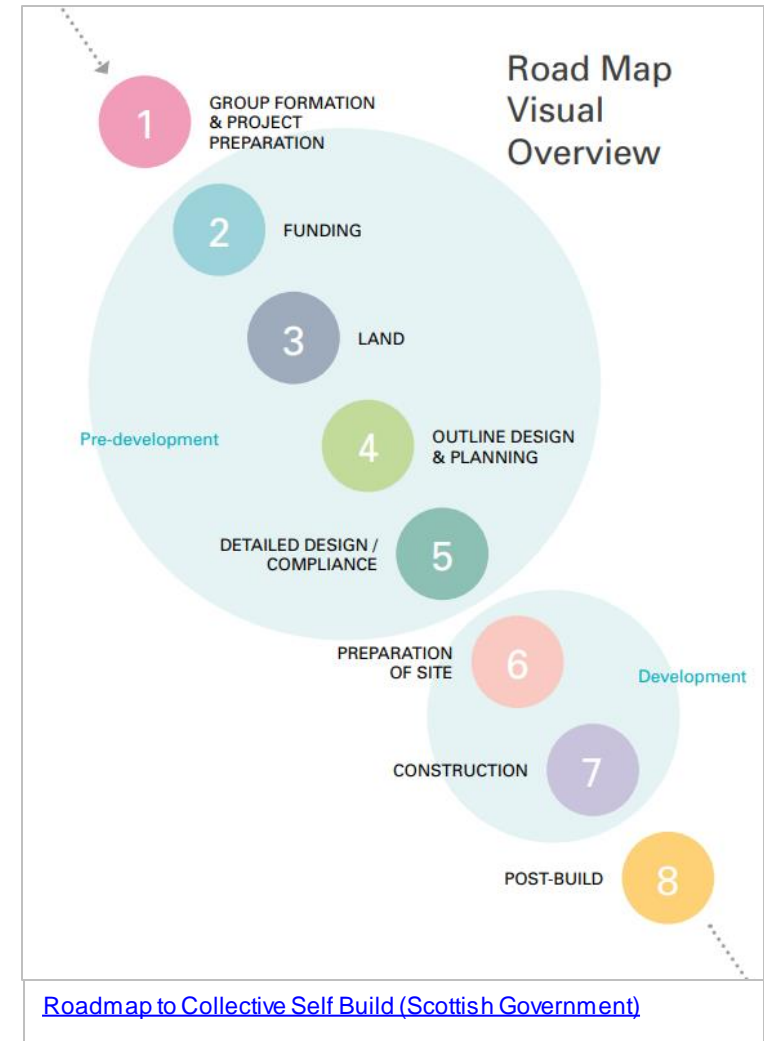 Road Map
Visual
Overview
1
GROUP FORMATION
& PROJECT
PREPARATION
2
FUNDING
3
LAND
Pre-development
4
OUTLINE DESIGN
& PLANNING
DETAILED DESIGN /
COMPLIANCE
5
PREPARATION
OF SITE
6
Development
CONSTRUCTION
7
POST-BUILD
8
Roadmap to Collective Self Build (Scottish Government)